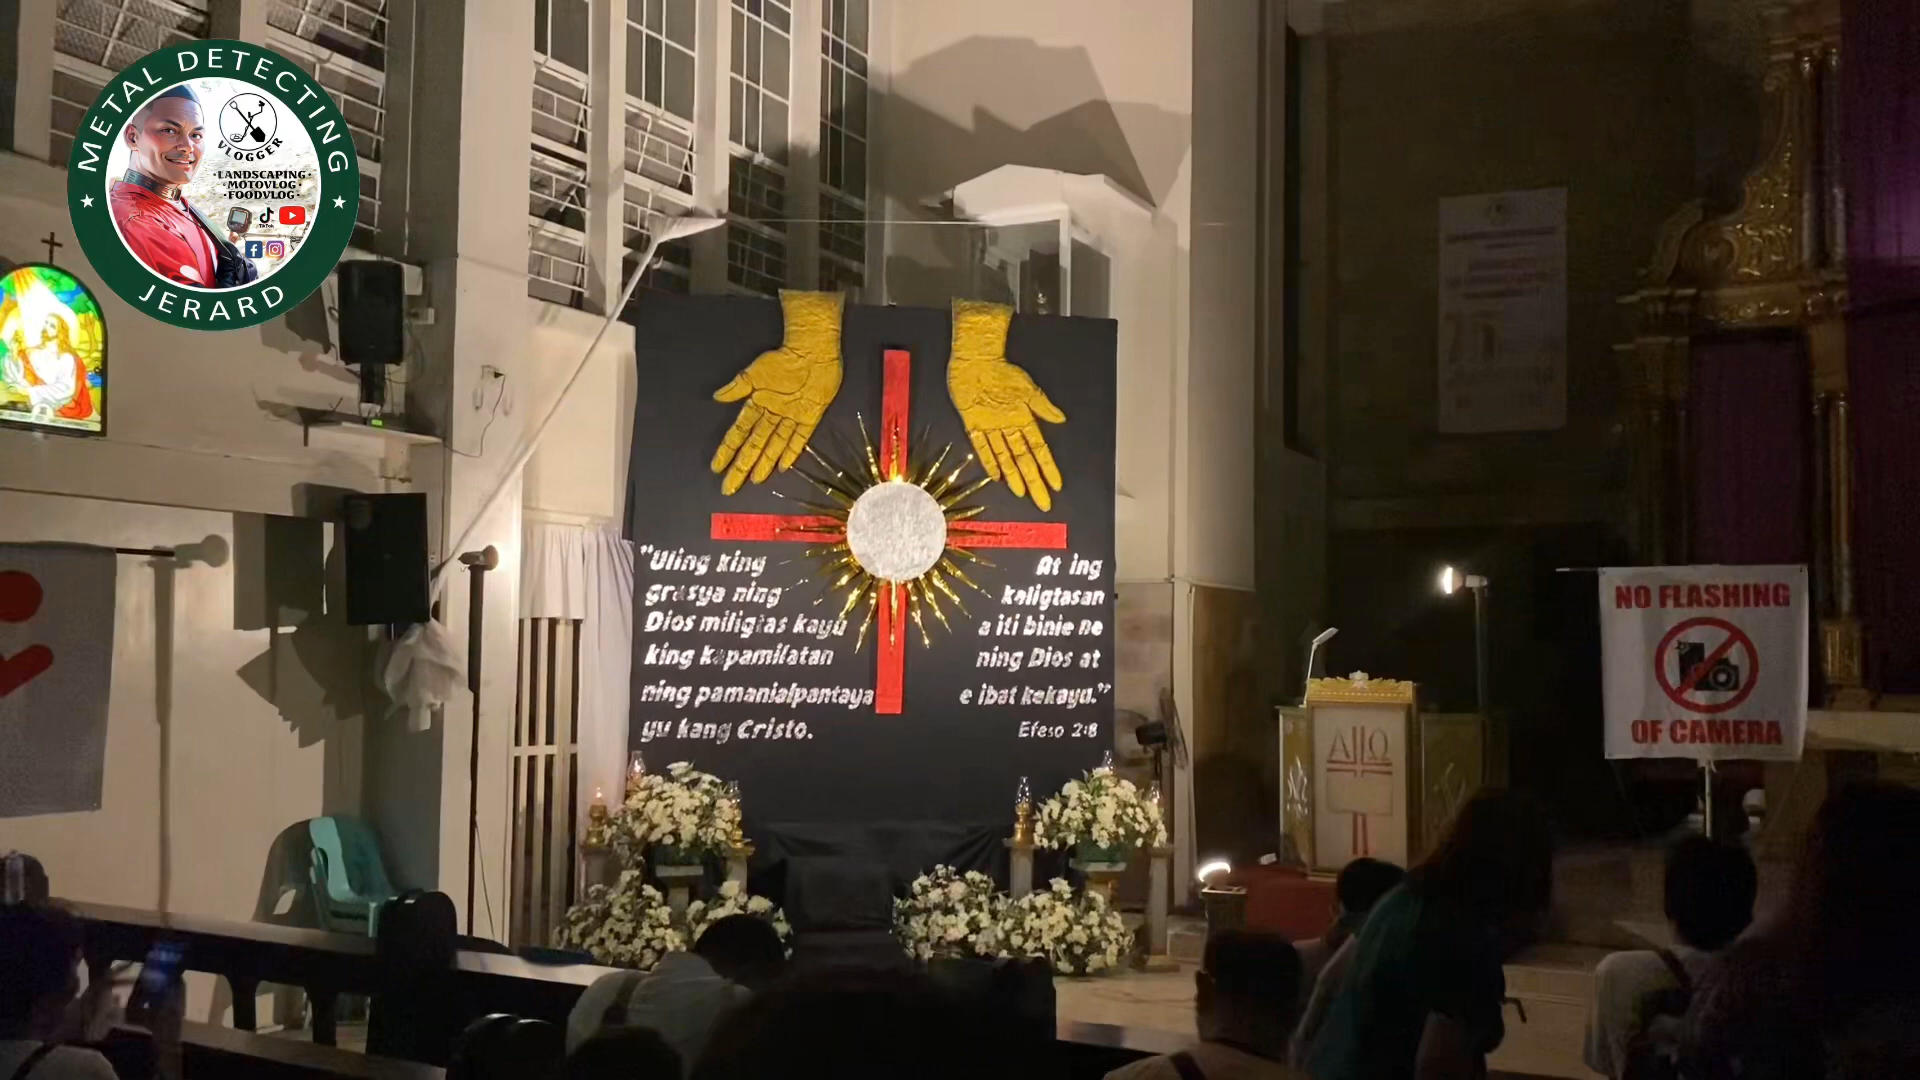 METAL DETECTING
VLOGGER
·LANDSCAPING·
·MOTOVLOG·
·FOODVLOG·
TikTok
JERARD
"Uling king
grasya ning
Dios miligtas kayu
king kapamilatan
ning pamanialpantaya
yu kang Cristo.
At ing
kaligtasan
a iti binie ne
ning Dios at
e ibat kekayu."
Efeso 2:8
Α Ω
NO FLASHING
OF CAMERA